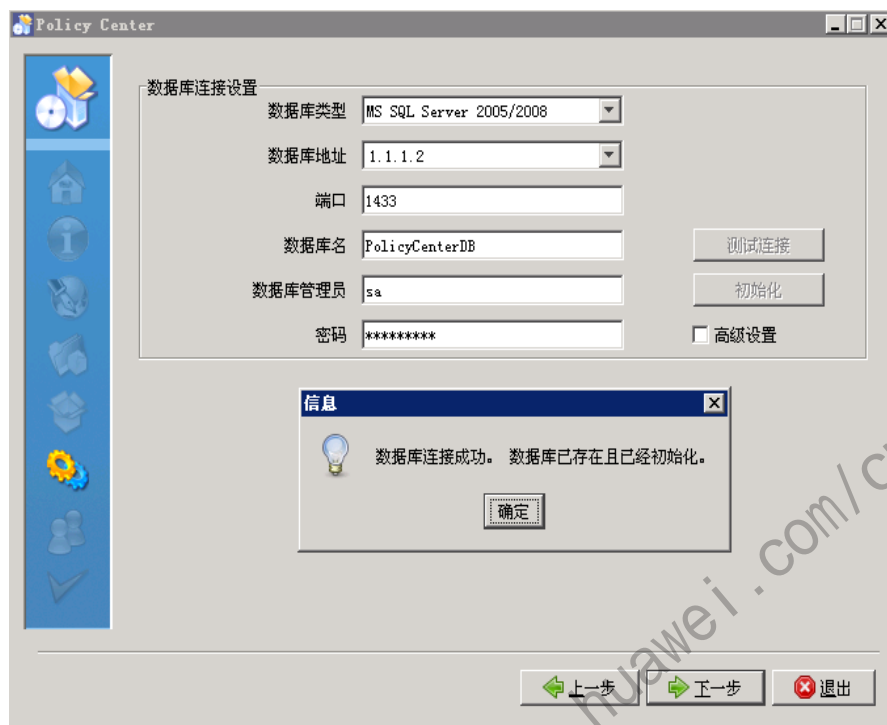 Policy Center
数据库连接设置
数据库类型 MS SQL Server 2005/2008
数据库地址 1.1.1.2
端口 1433
数据库名 PolicyCenterDB
测试连接
数据库管理员 sa
初始化
密码 *********
高级设置
信息
数据库连接成功。 数据库已存在且已经初始化。
确定
上一步 下一步 退出
huawei.com/c